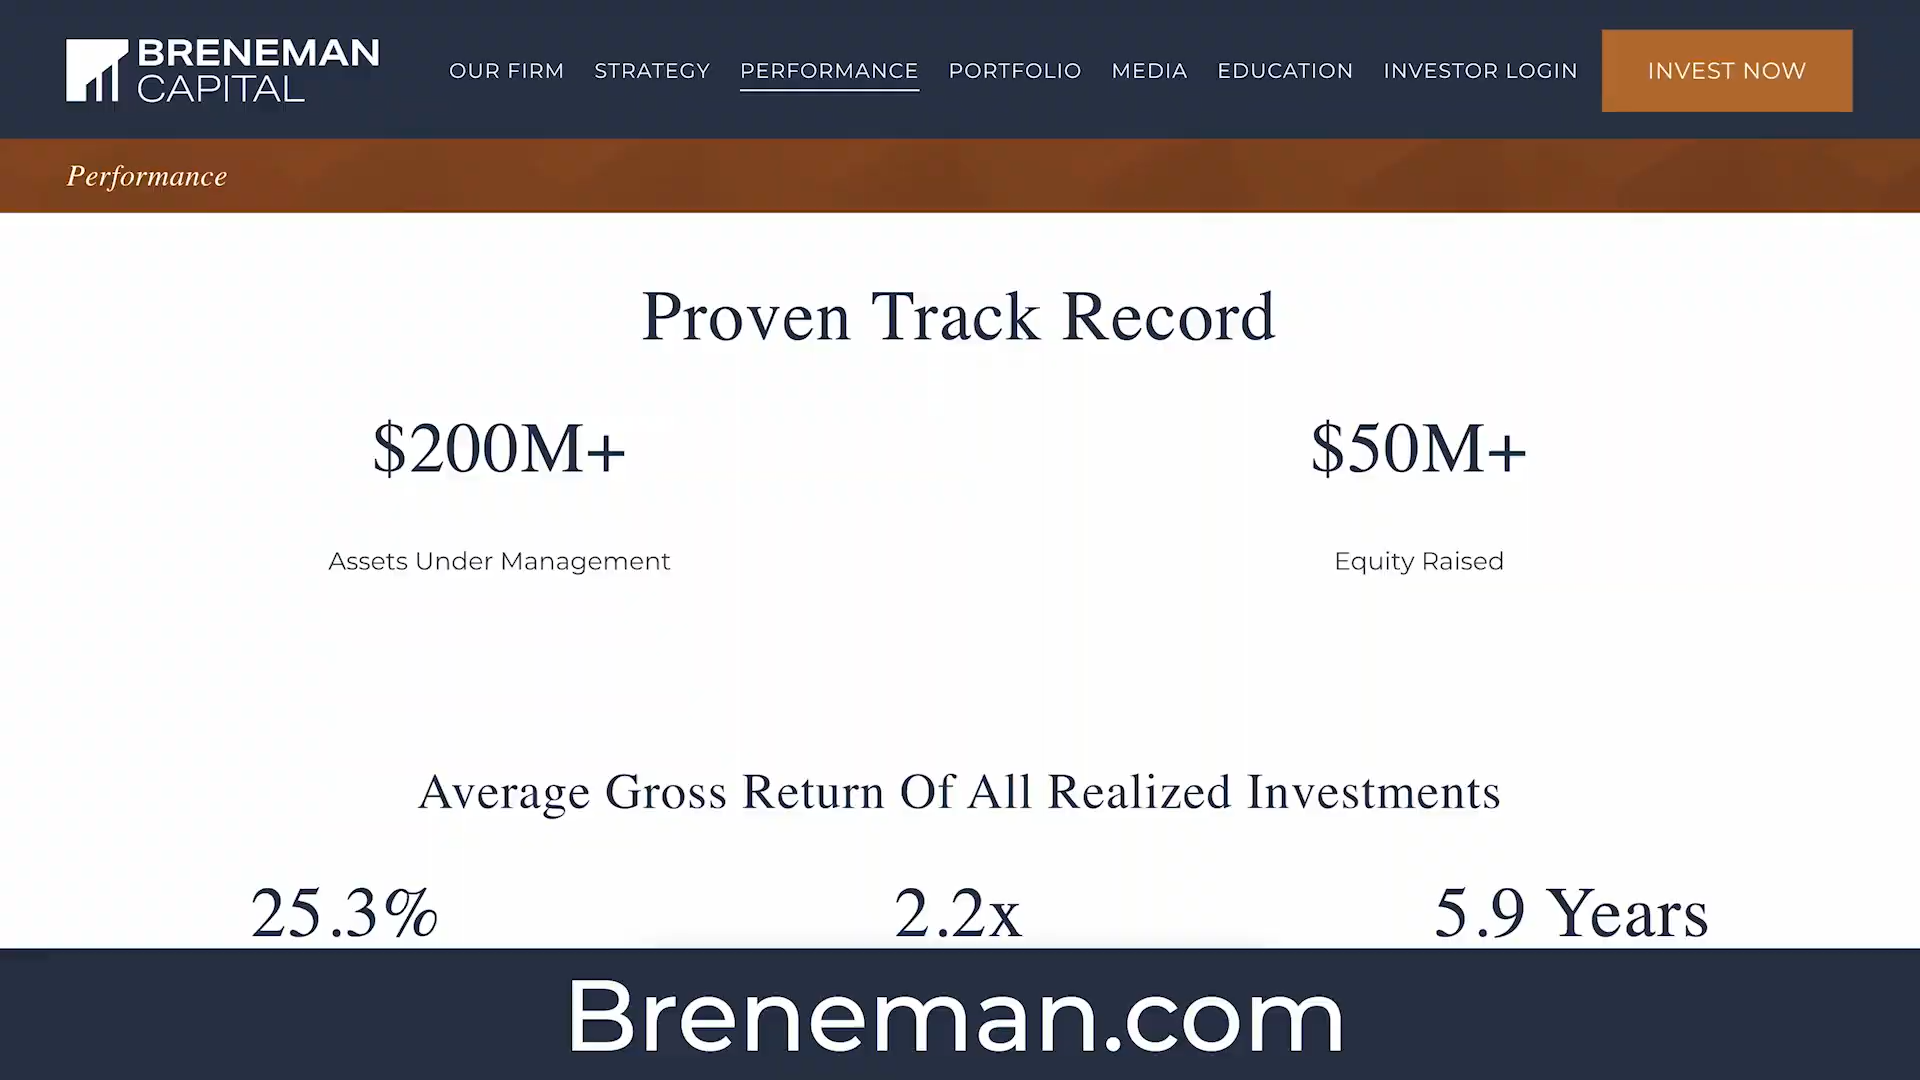 BRENEMAN
CAPITAL
OUR FIRM STRATEGY PERFORMANCE PORTFOLIO MEDIA EDUCATION INVESTOR LOGIN INVEST NOW
Performance
Proven Track Record
$200M+ $50M+
Assets Under Management Equity Raised
Average Gross Return Of All Realized Investments
25.3% 2.2x 5.9 Years
Breneman.com